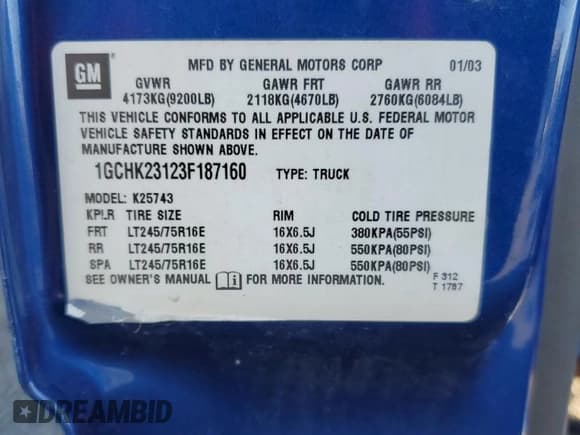 GM
MFD BY GENERAL MOTORS CORP 01/03
GVWR GAWR FRT GAWR RR
4173KG(9200LB) 2118KG(4670LB) 2760KG(6084LB)
THIS VEHICLE CONFORMS TO ALL APPLICABLE U.S. FEDERAL MOTOR
VEHICLE SAFETY STANDARDS IN EFFECT ON THE DATE OF
MANUFACTURE SHOWN ABOVE.
1GCHK23123F187160 TYPE: TRUCK
MODEL: K25743
KPLR TIRE SIZE RIM COLD TIRE PRESSURE
FRT LT245/75R16E 16X6.5J 380KPA(55PSI)
RR LT245/75R16E 16X6.5J 550KPA(80PSI)
SPA LT245/75R16E 16X6.5J 550KPA(80PSI)
SEE OWNER'S MANUAL i FOR MORE INFORMATION.
F 312
T 1787
DREAMBID